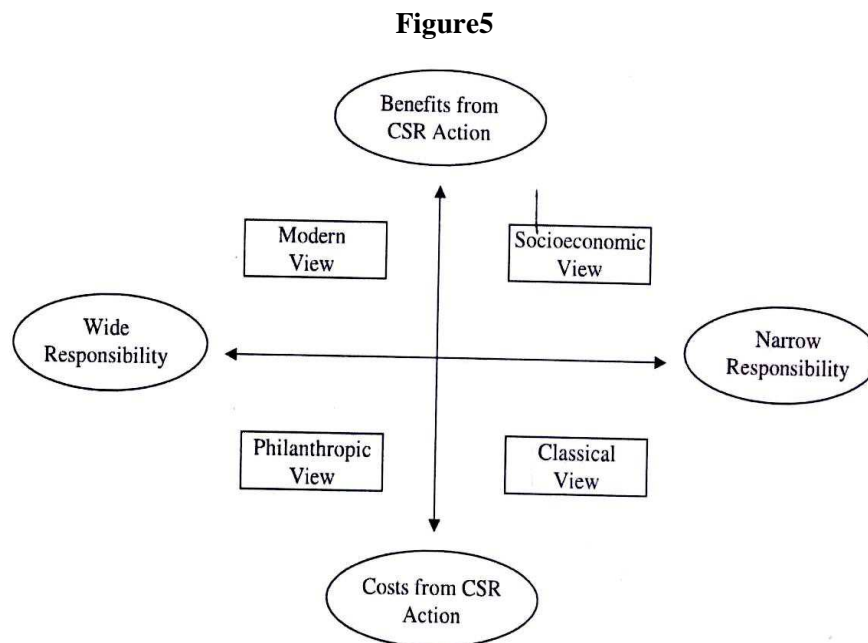 Figure5
Benefits from
CSR Action
Modern
View
Socioeconomic
View
Wide
Responsibility
Narrow
Responsibility
Philanthropic
View
Classical
View
Costs from CSR
Action